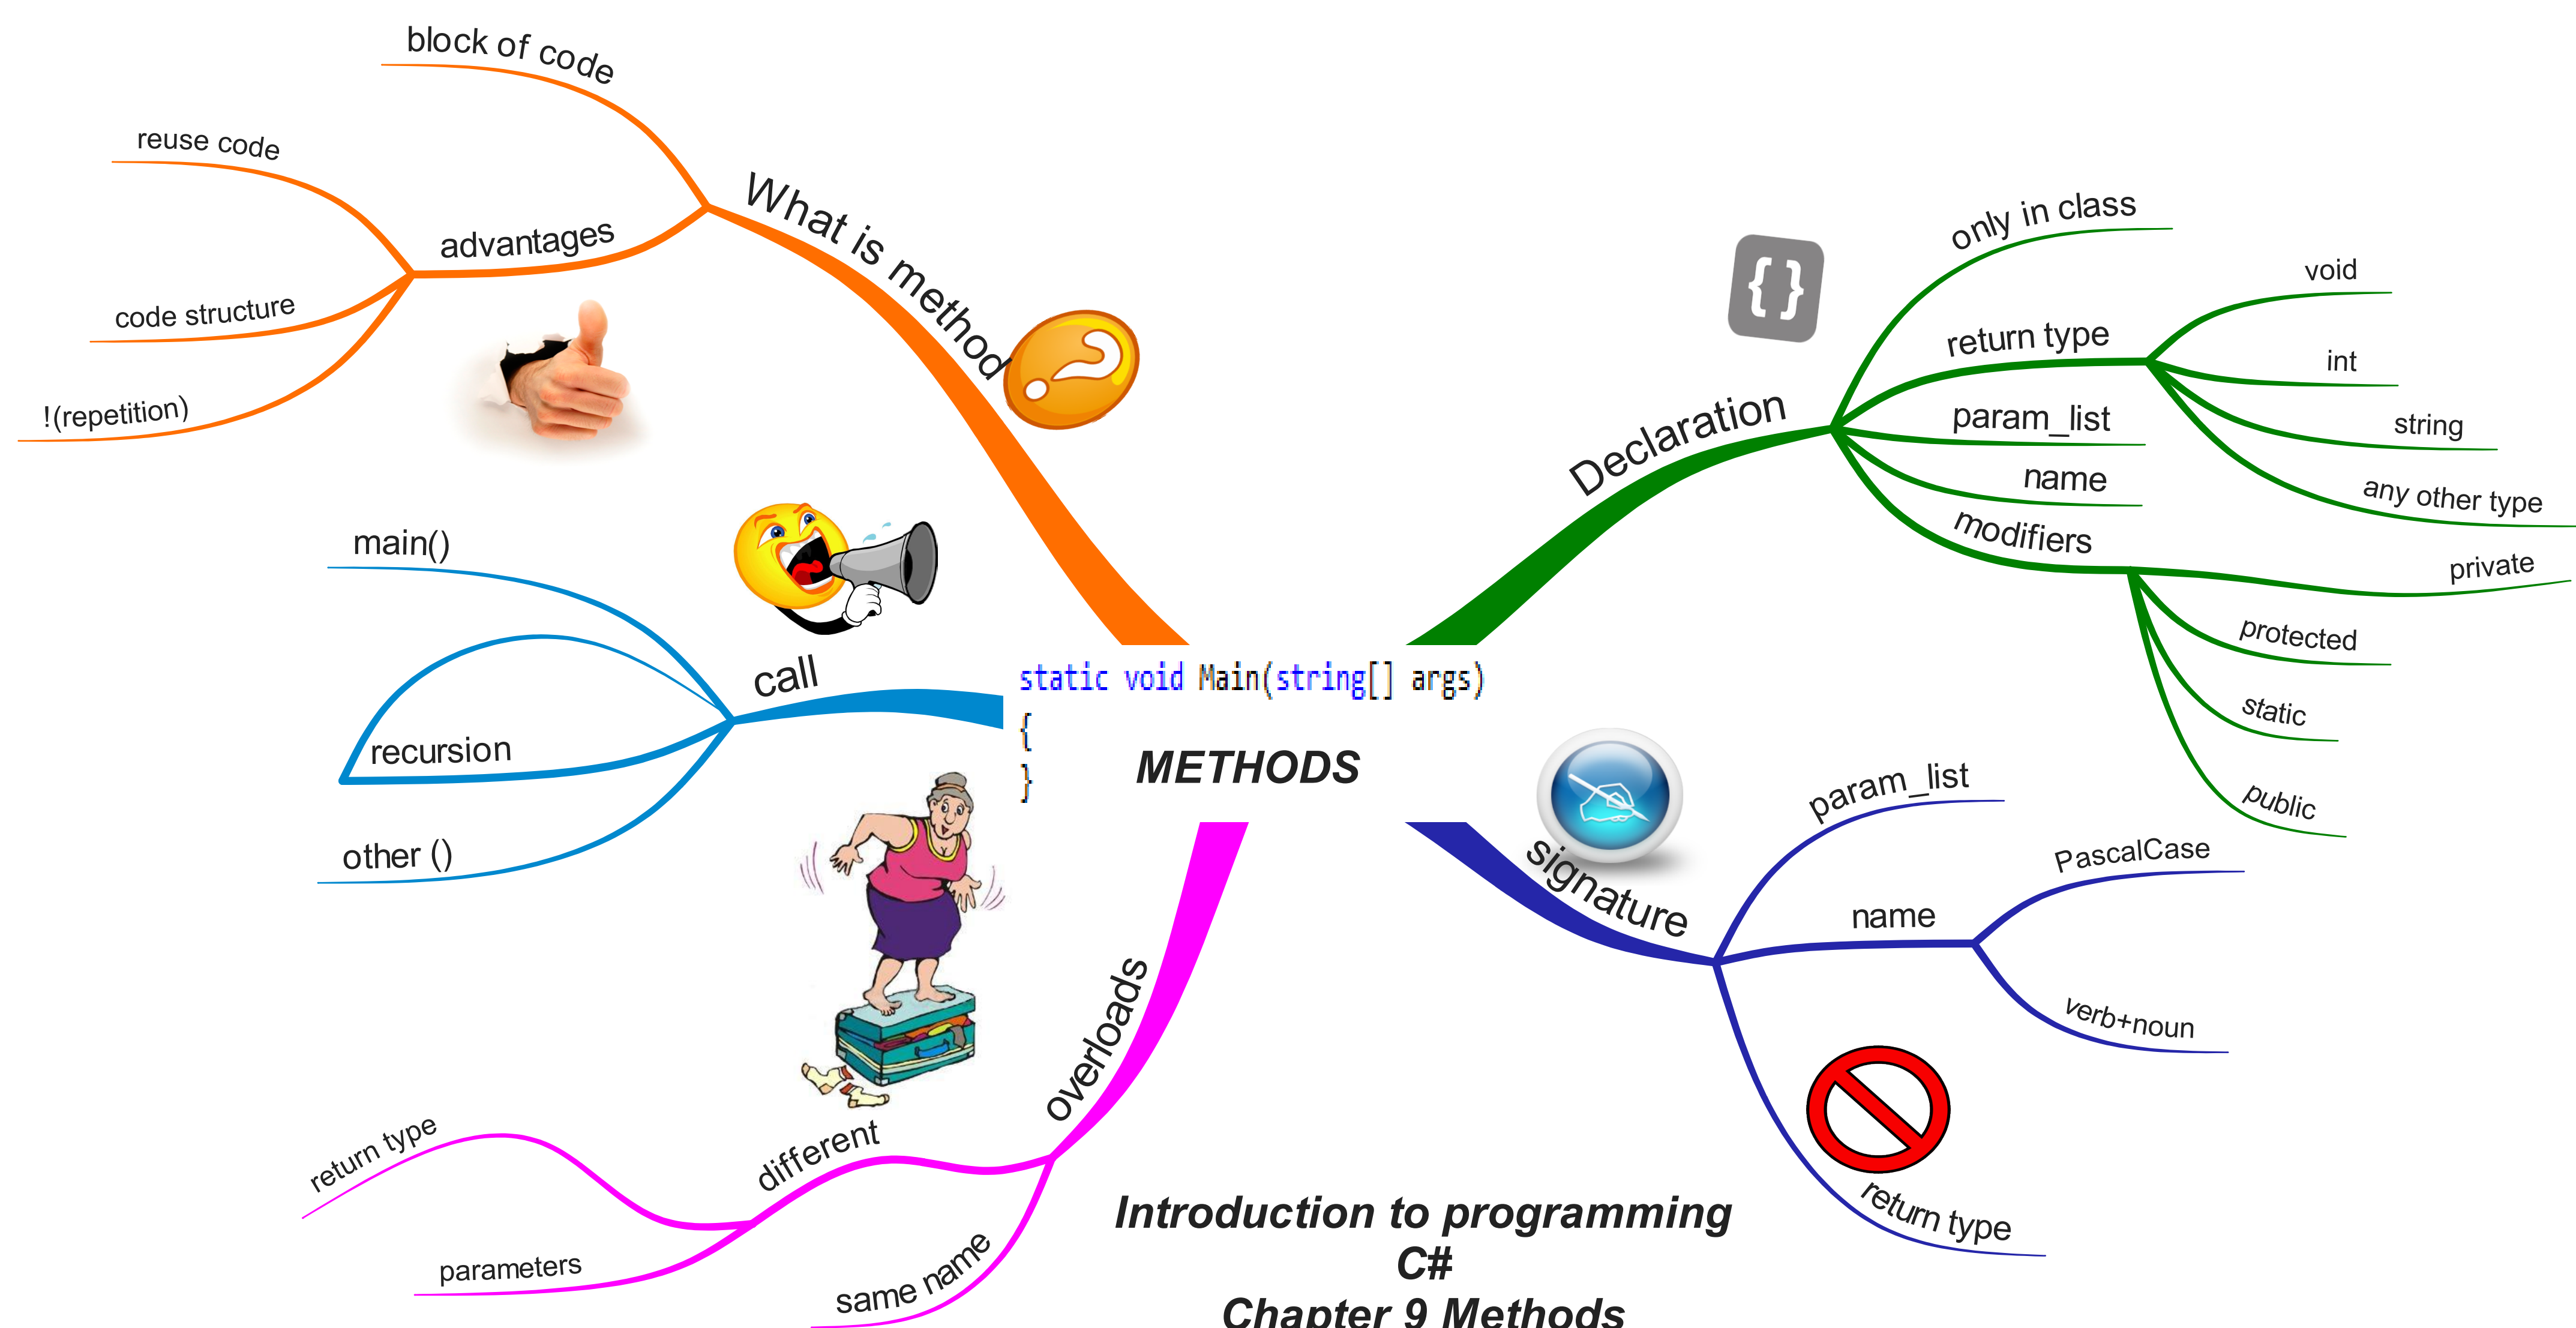 block of code
reuse code
advantages
code structure
!(repetition)
What is method
?
main()
call
recursion
other ()
{}
Declaration
only in class
return type
void
int
string
any other type
param_list
name
modifiers
private
protected
static
public
static void Main(string[] args)
{
}
METHODS
signature
param_list
name
PascalCase
verb+noun
return type
overloads
different
return type
parameters
same name
Introduction to programming
C#
Chapter 9 Methods